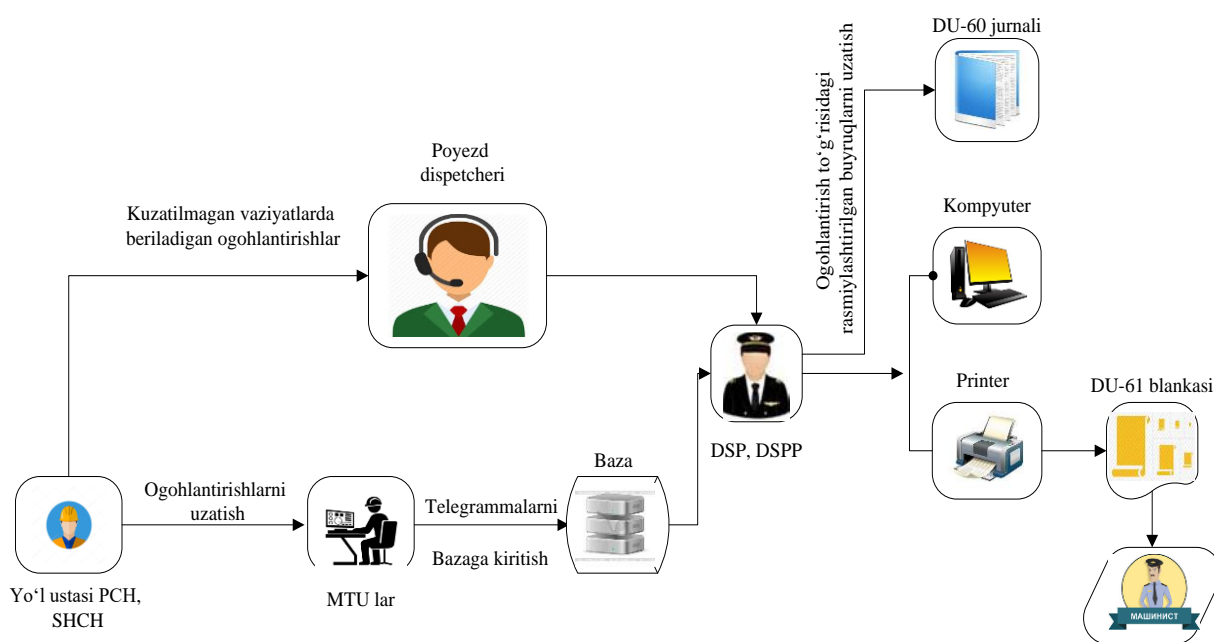 DU-60 jurnali
Ogohlantirish to‘g‘risidagi
rasmiylashtirilgan buyruqlarni uzatish
Poyezd
dispetcheri
Kuzatilmagan vaziyatlarda
beriladigan ogohlantirishlar
Kompyuter
Printer
DU-61 blankasi
DSP, DSPP
Baza
Ogohlantirishlarni
uzatish
Telegrammalarni
Bazaga kiritish
Yo‘l ustasi PCH,
SHCH
MTU lar
МАШИНИСТ